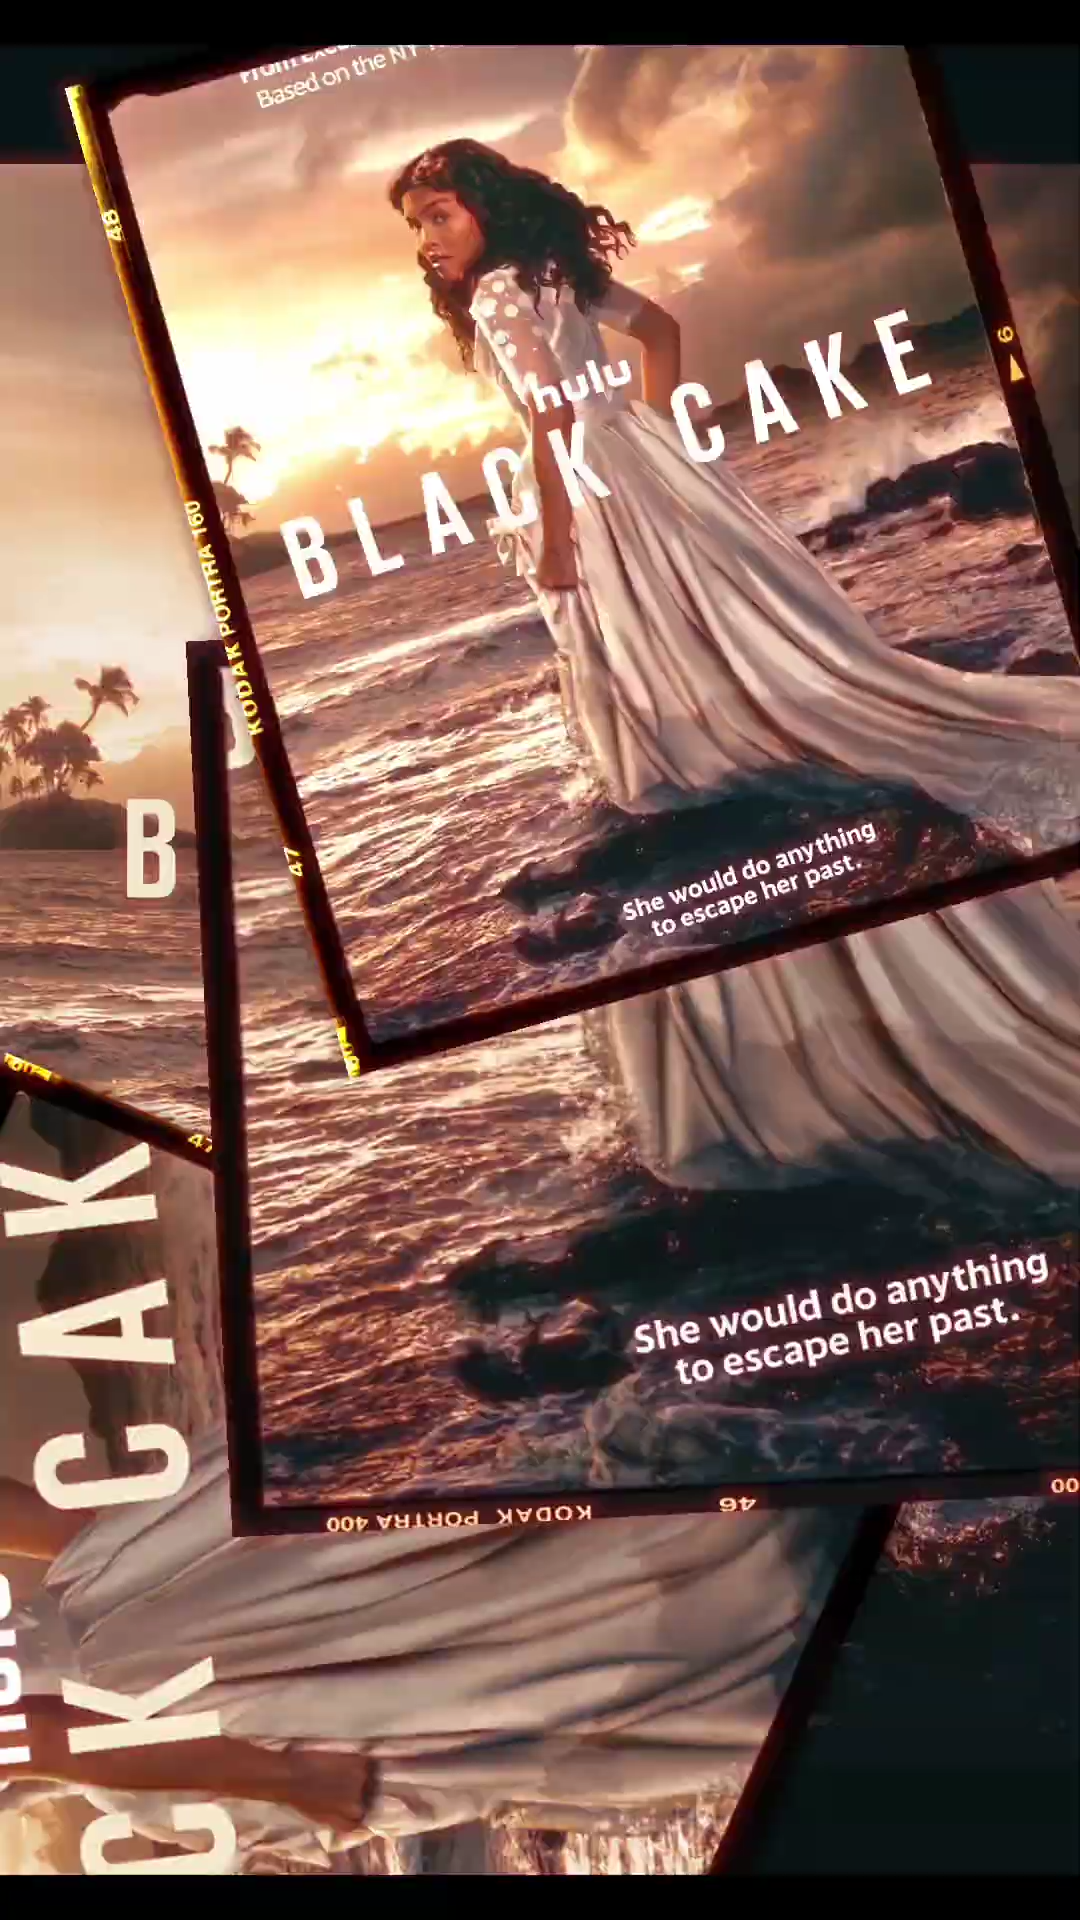 Based on the NY
48
hulu
BLACK CAKE
6
KODAK PORTRA 160
47
B
She would do anything
to escape her past.
47
CK CAK
She would do anything
to escape her past.
KODAK PORTRA 400
46
00